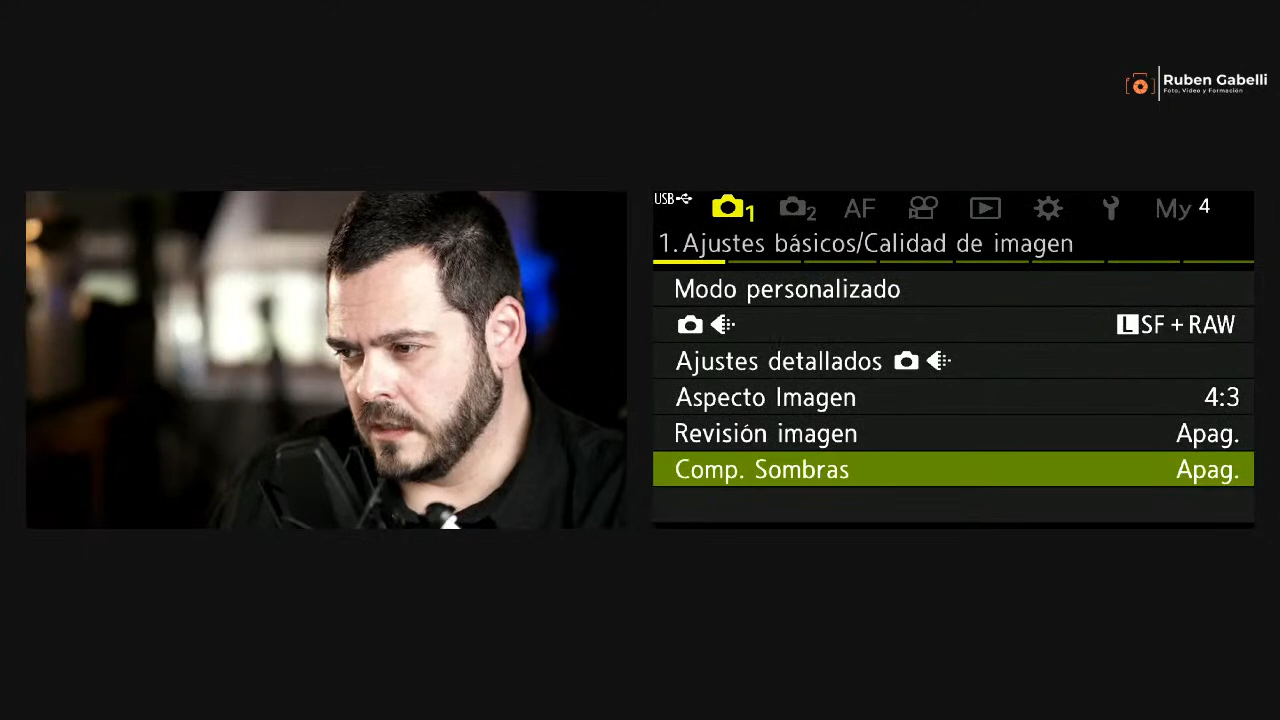 Ruben Gabelli
Foto, Video y Formación
USB
1 2 AF My 4
1. Ajustes básicos/Calidad de imagen
Modo personalizado
L SF + RAW
Ajustes detallados
Aspecto Imagen 4:3
Revisión imagen Apag.
Comp. Sombras Apag.